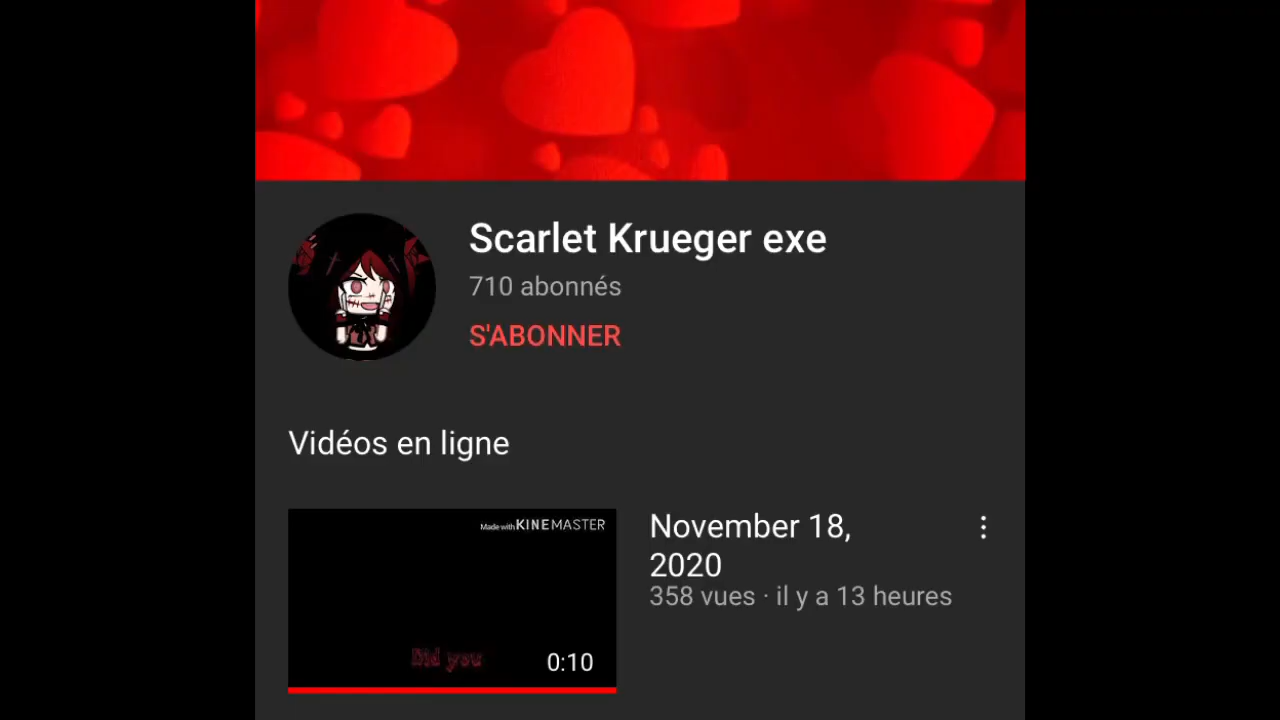 Scarlet Krueger exe
710 abonnés
S'ABONNER
Vidéos en ligne
Made with KINEMASTER
Did you
0:10
November 18,
2020
358 vues · il y a 13 heures